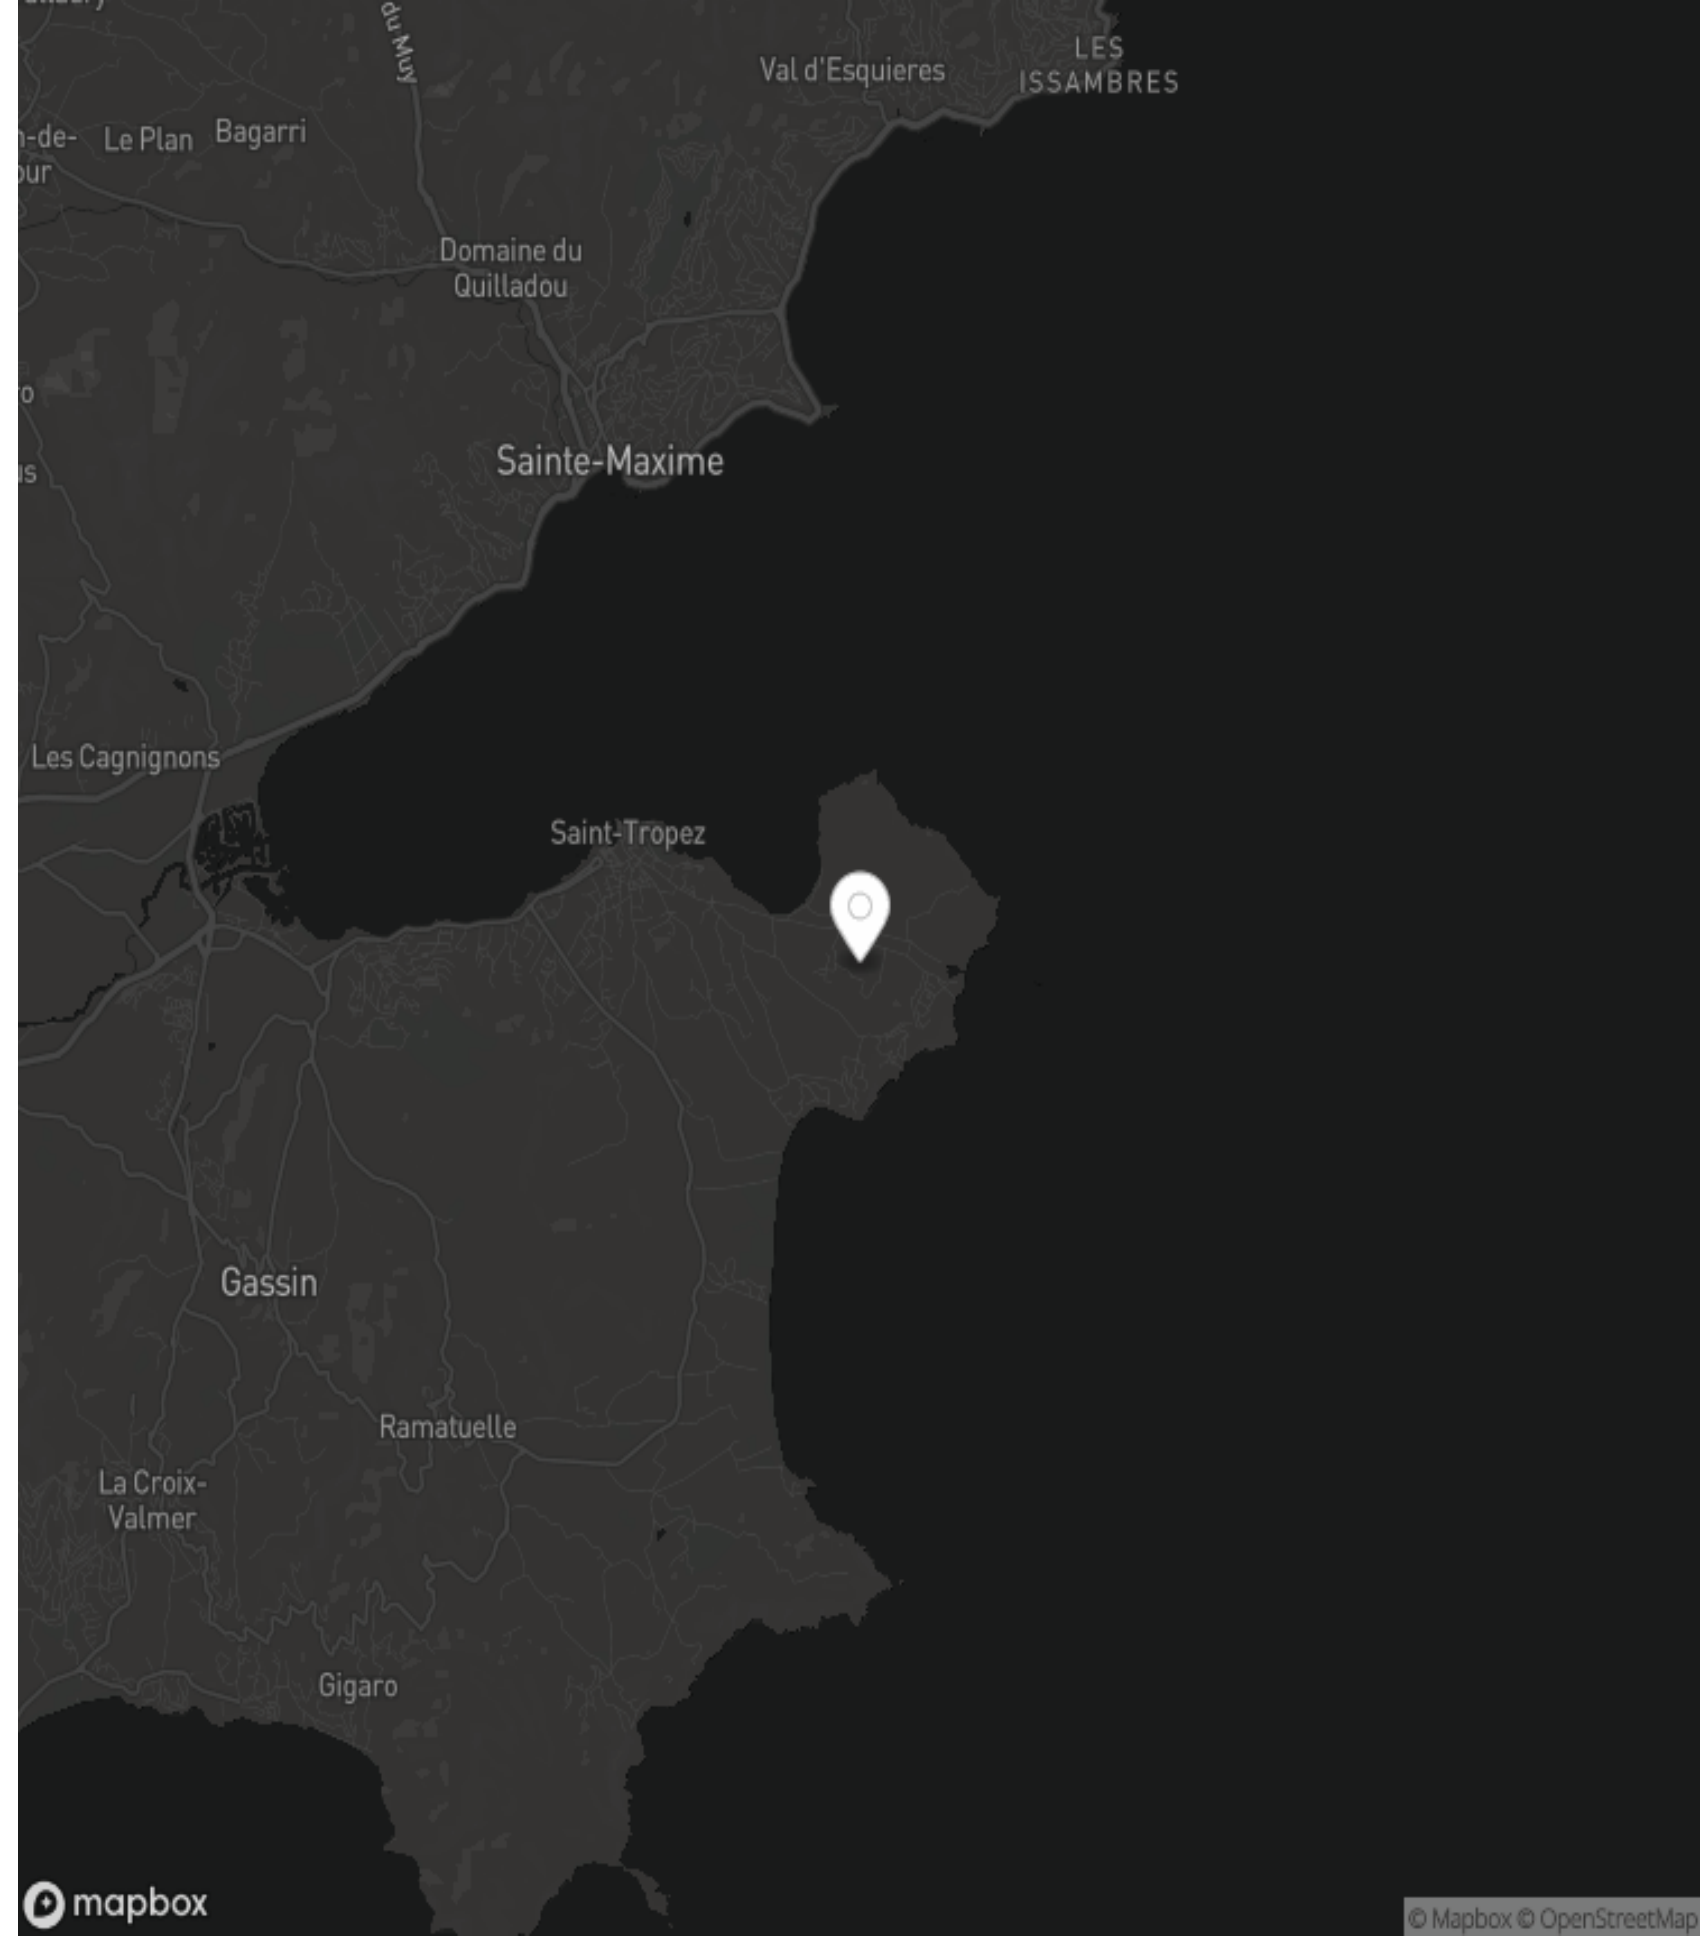 du Muy
LES
ISSAMBRES
Val d'Esquieres
Le Plan
Bagarri
Domaine du
Quilladou
Sainte-Maxime
Les Cagnignons
Saint-Tropez
Gassin
Ramatuelle
La Croix-
Valmer
Gigaro
mapbox
© Mapbox © OpenStreetMap